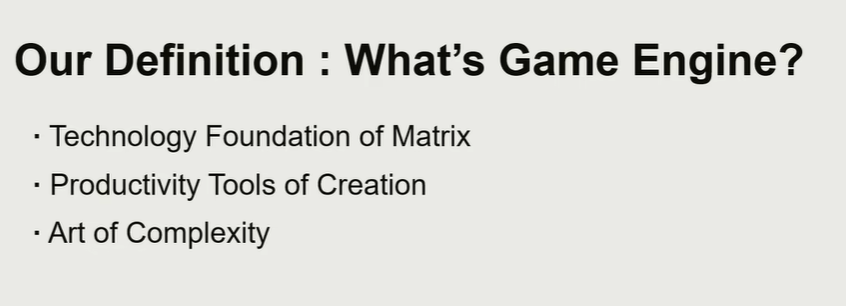 Our Definition : What’s Game Engine?
· Technology Foundation of Matrix
· Productivity Tools of Creation
· Art of Complexity